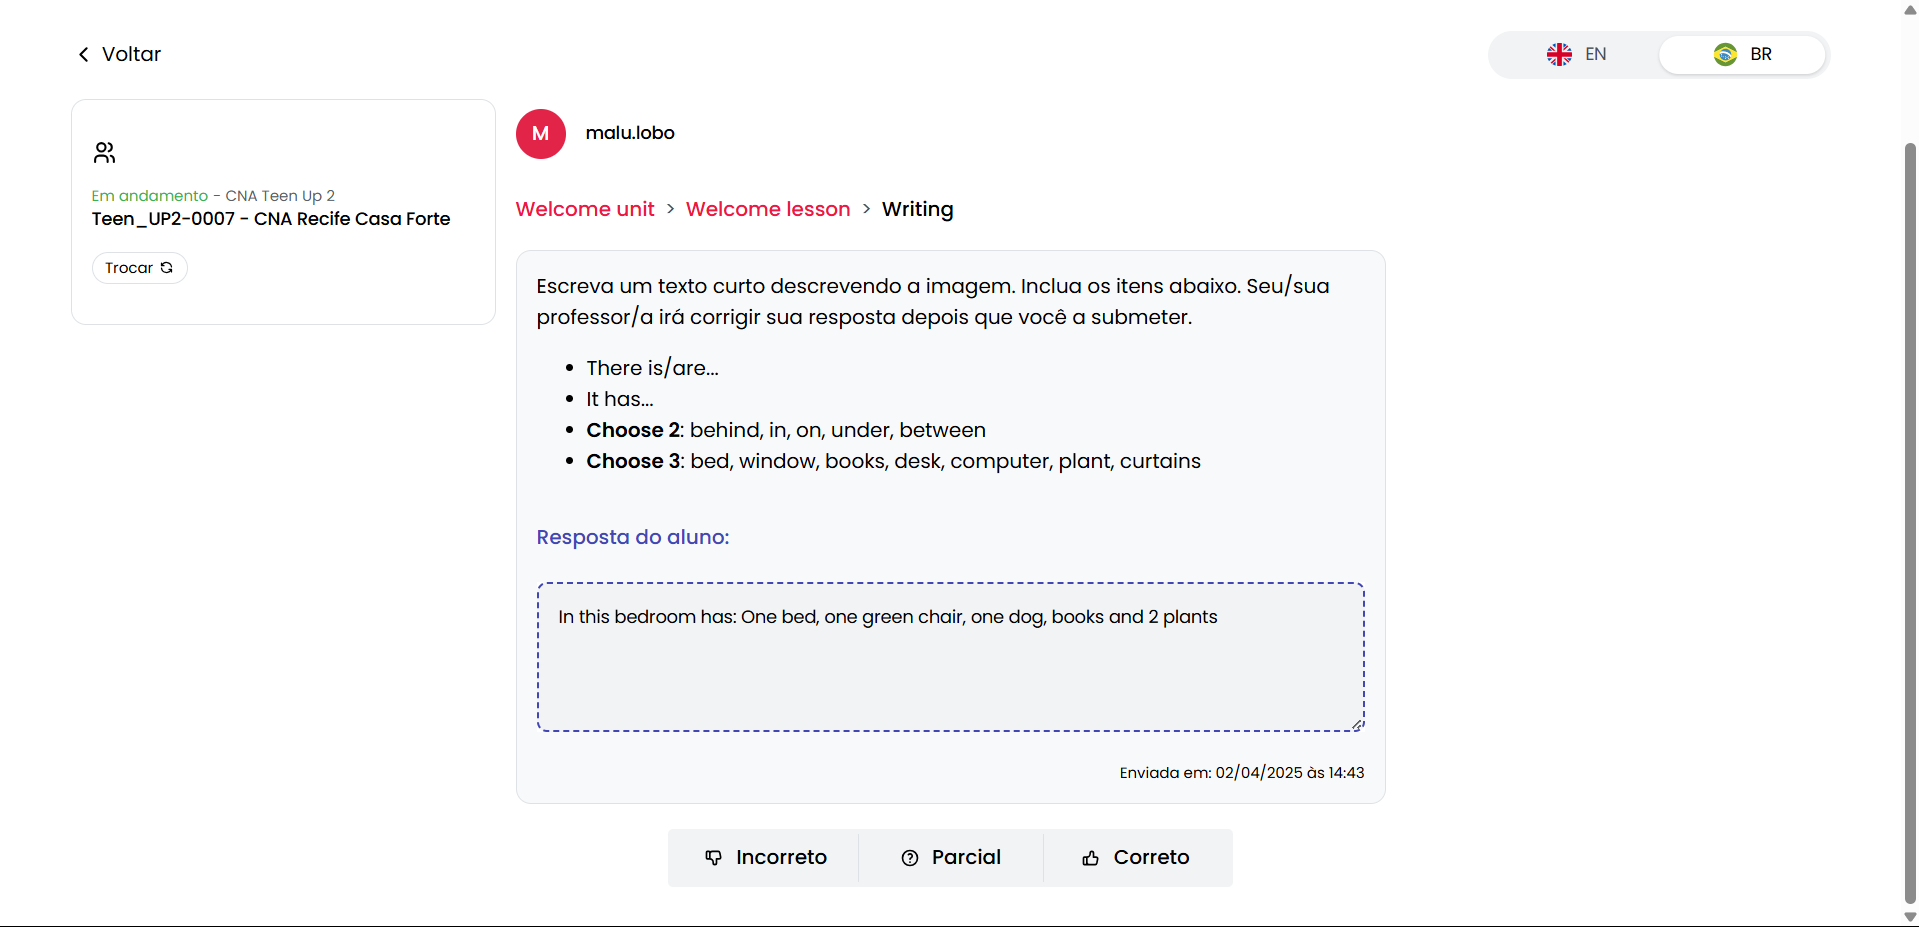 Voltar
EN
BR
Em andamento - CNA Teen Up 2
Teen_UP2-0007 - CNA Recife Casa Forte
Trocar
M
malu.lobo
Welcome unit > Welcome lesson > Writing
Escreva um texto curto descrevendo a imagem. Inclua os itens abaixo. Seu/sua
professor/a irá corrigir sua resposta depois que você a submeter.
• There is/are...
• It has...
• Choose 2: behind, in, on, under, between
• Choose 3: bed, window, books, desk, computer, plant, curtains
Resposta do aluno:
In this bedroom has: One bed, one green chair, one dog, books and 2 plants
Enviada em: 02/04/2025 às 14:43
Incorreto
Parcial
Correto